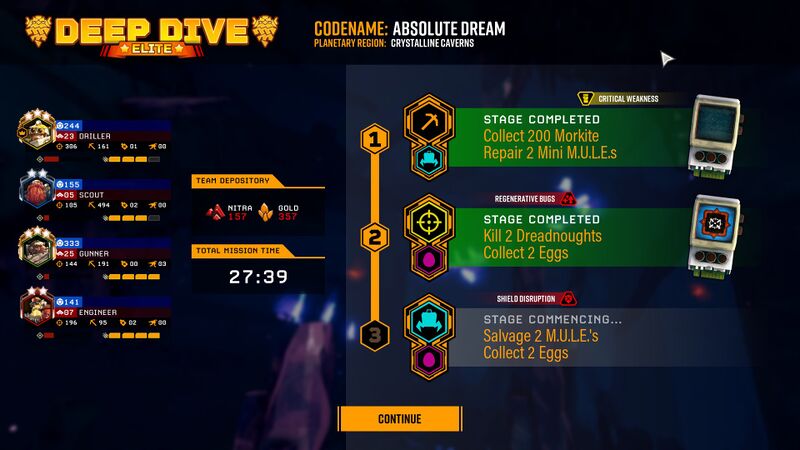 DEEP DIVE
ELITE
CODENAME: ABSOLUTE DREAM
PLANETARY REGION: CRYSTALLINE CAVERNS
244
23 DRILLER
306 161 01 00
155
05 SCOUT
105 494 02 00
333
25 GUNNER
144 191 00 03
141
07 ENGINEER
196 95 02 00
TEAM DEPOSITORY
NITRA GOLD
157 357
TOTAL MISSION TIME
27:39
CRITICAL WEAKNESS
1
STAGE COMPLETED
Collect 200 Morkite
Repair 2 Mini M.U.L.E.s
REGENERATIVE BUGS
2
STAGE COMPLETED
Kill 2 Dreadnoughts
Collect 2 Eggs
SHIELD DISRUPTION
3
STAGE COMMENCING...
Salvage 2 M.U.L.E.'s
Collect 2 Eggs
CONTINUE